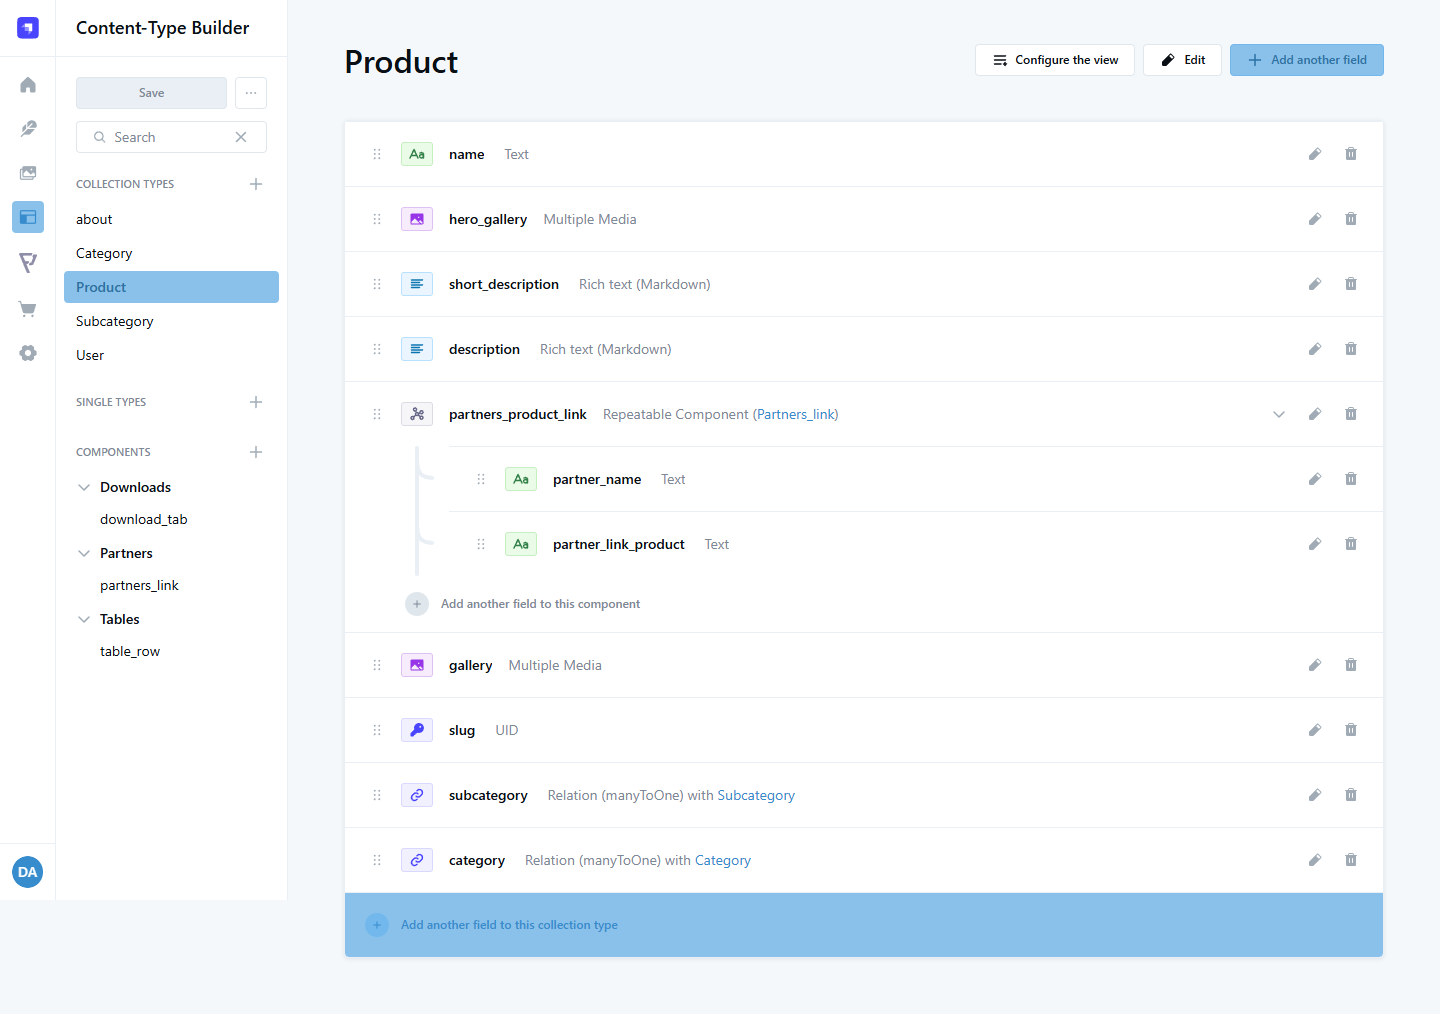 Content-Type Builder
Save
...
Search
COLLECTION TYPES
about
Category
Product
Subcategory
User
SINGLE TYPES
COMPONENTS
Downloads
download_tab
Partners
partners_link
Tables
table_row
DA
Product
Configure the view
Edit
Add another field
Aa name Text
hero_gallery Multiple Media
short_description Rich text (Markdown)
description Rich text (Markdown)
partners_product_link Repeatable Component (Partners_link)
Aa partner_name Text
Aa partner_link_product Text
Add another field to this component
gallery Multiple Media
slug UID
subcategory Relation (manyToOne) with Subcategory
category Relation (manyToOne) with Category
Add another field to this collection type